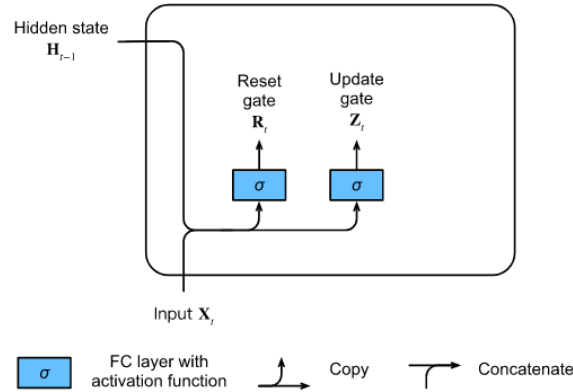 Hidden state
H_{t−1}
Reset
gate
R_t
Update
gate
Z_t
σ
σ
Input X_t
σ
FC layer with
activation function
Copy
Concatenate